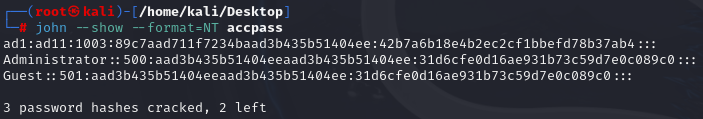 ┌──(root㉿kali)-[/home/kali/Desktop]
└─# john --show --format=NT accpass
ad1:ad11:1003:89c7aad711f7234baad3b435b51404ee:42b7a6b18e4b2ec2cf1bbefd78b37ab4:::
Administrator::500:aad3b435b51404eeaad3b435b51404ee:31d6cfe0d16ae931b73c59d7e0c089c0:::
Guest::501:aad3b435b51404eeaad3b435b51404ee:31d6cfe0d16ae931b73c59d7e0c089c0:::
3 password hashes cracked, 2 left